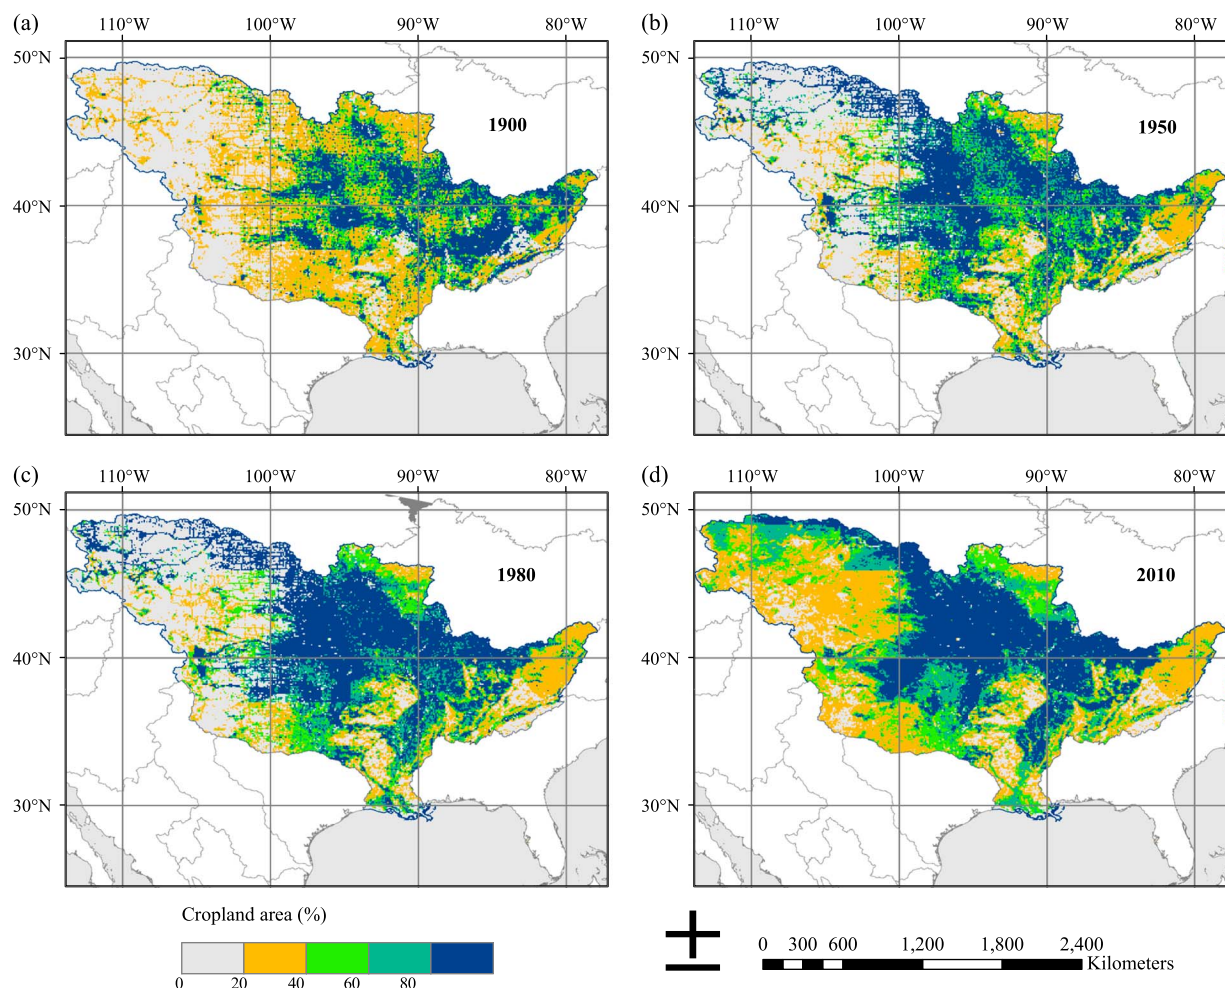 (a) 110°W 100°W 90°W 80°W
(b) 110°W 100°W 90°W 80°W
50°N
1900
40°N
30°N
50°N
1950
40°N
30°N
(c) 110°W 100°W 90°W 80°W
(d) 110°W 100°W 90°W 80°W
50°N
1980
40°N
30°N
50°N
2010
40°N
30°N
Cropland area (%)
0 20 40 60 80
0 300 600 1,200 1,800 2,400
Kilometers